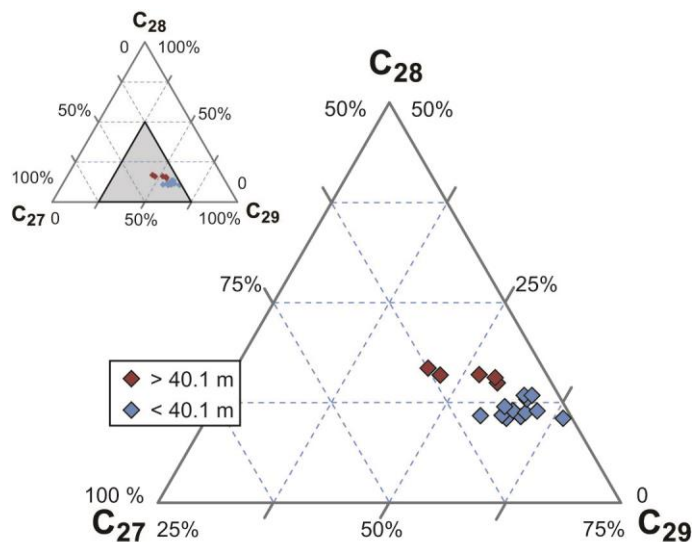 C28
0 100%
50% 50%
100% 0
C27 0 50% 100% C29
C28
50% 50%
75% 25%
> 40.1 m
< 40.1 m
100 % 0
C27 25% 50% 75% C29